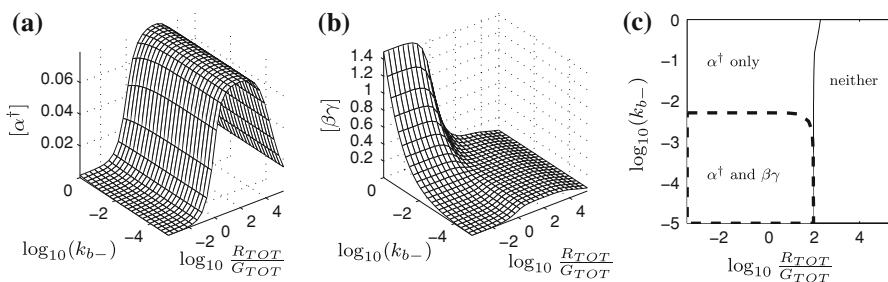 (a)
0.06
0.04
0.02
[α†]
0
−2
−4
−2
0
2
4
log10(kb−)
log10 RTOT/GTOT
(b)
1.4
1
0.8
0.6
0.4
0.2
[βγ]
0
−2
−4
−2
0
2
4
log10(kb−)
log10 RTOT/GTOT
(c)
0
−1
−2
−3
−4
−5
log10(kb−)
α† only
neither
α† and βγ
−2
0
2
4
log10 RTOT/GTOT